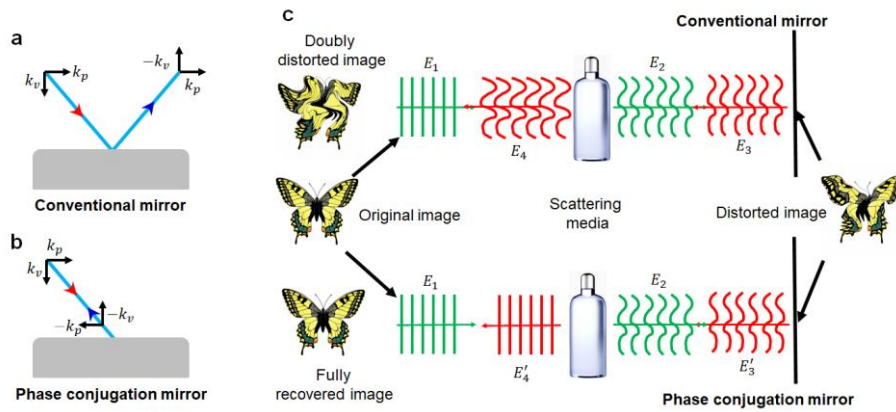 a
k_v
k_p
−k_v
k_p
Conventional mirror
b
k_p
k_v
−k_p
−k_v
Phase conjugation mirror
c
Conventional mirror
Doubly
distorted image
E_1
E_4
E_2
E_3
Original image
Scattering
media
Distorted image
E_1
E'_4
E_2
E'_3
Fully
recovered image
Phase conjugation mirror